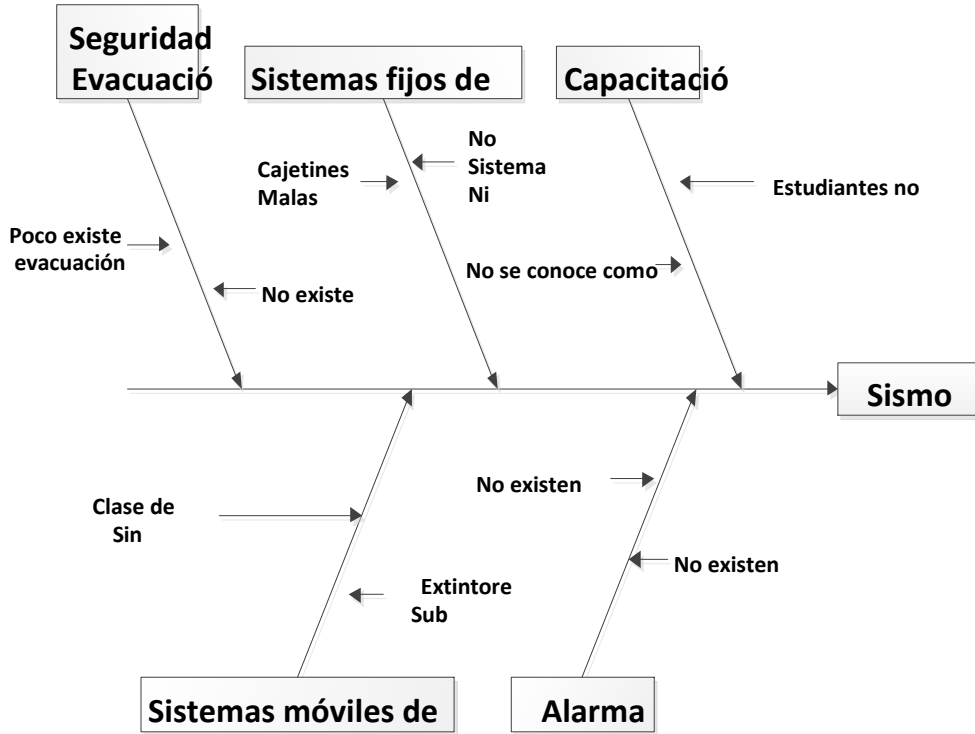 Seguridad
Evacuació
Sistemas fijos de
Capacitació
No
Sistema
Ni
Cajetines
Malas
Estudiantes no
Poco existe
evacuación
No se conoce como
No existe
Sismo
No existen
Clase de
Sin
No existen
Extintore
Sub
Sistemas móviles de
Alarma